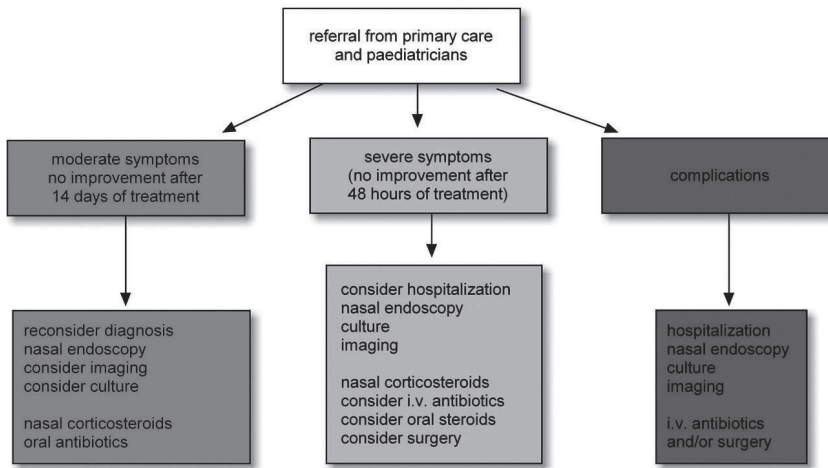 referral from primary care
and paediatricians
moderate symptoms
no improvement after
14 days of treatment
severe symptoms
(no improvement after
48 hours of treatment)
complications
reconsider diagnosis
nasal endoscopy
consider imaging
consider culture
nasal corticosteroids
oral antibiotics
consider hospitalization
nasal endoscopy
culture
imaging
nasal corticosteroids
consider i.v. antibiotics
consider oral steroids
consider surgery
hospitalization
nasal endoscopy
culture
imaging
i.v. antibiotics
and/or surgery